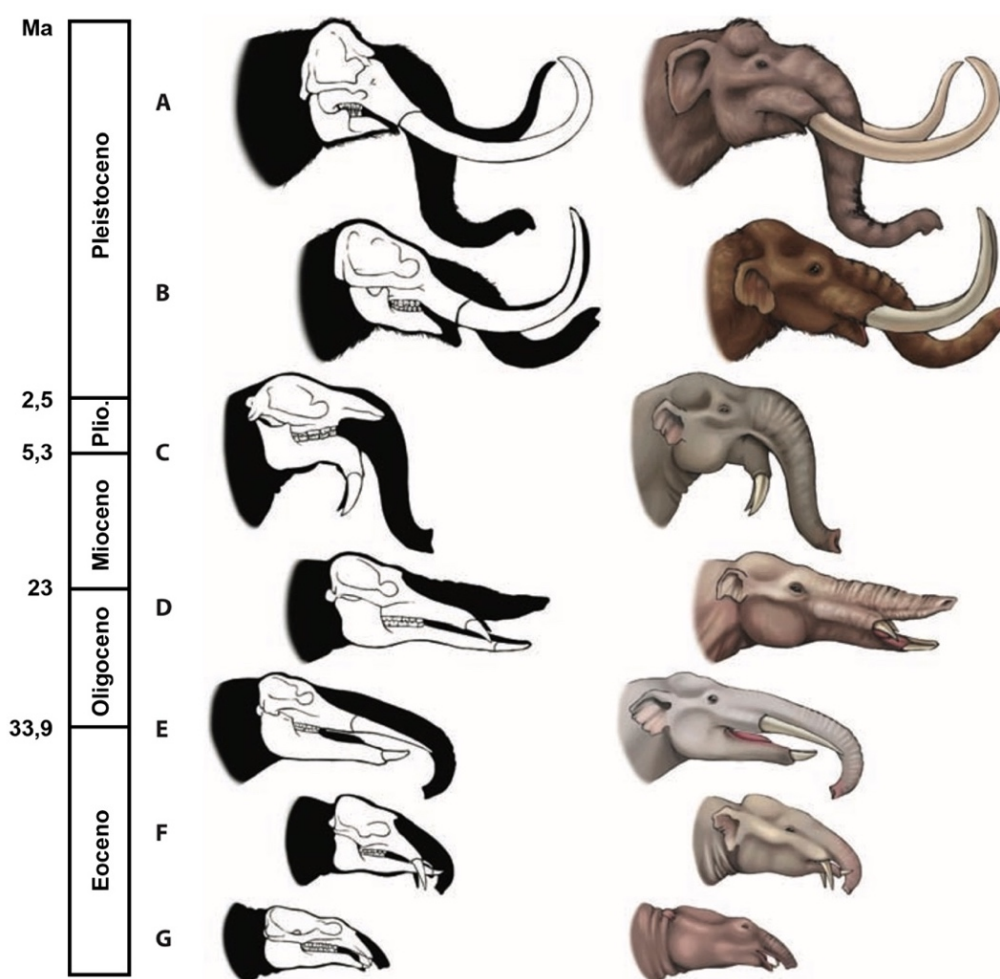 Ma
A
Pleistoceno
B
2,5
Plio.
5,3
C
Mioceno
23
D
Oligoceno
33,9
E
F
Eoceno
G